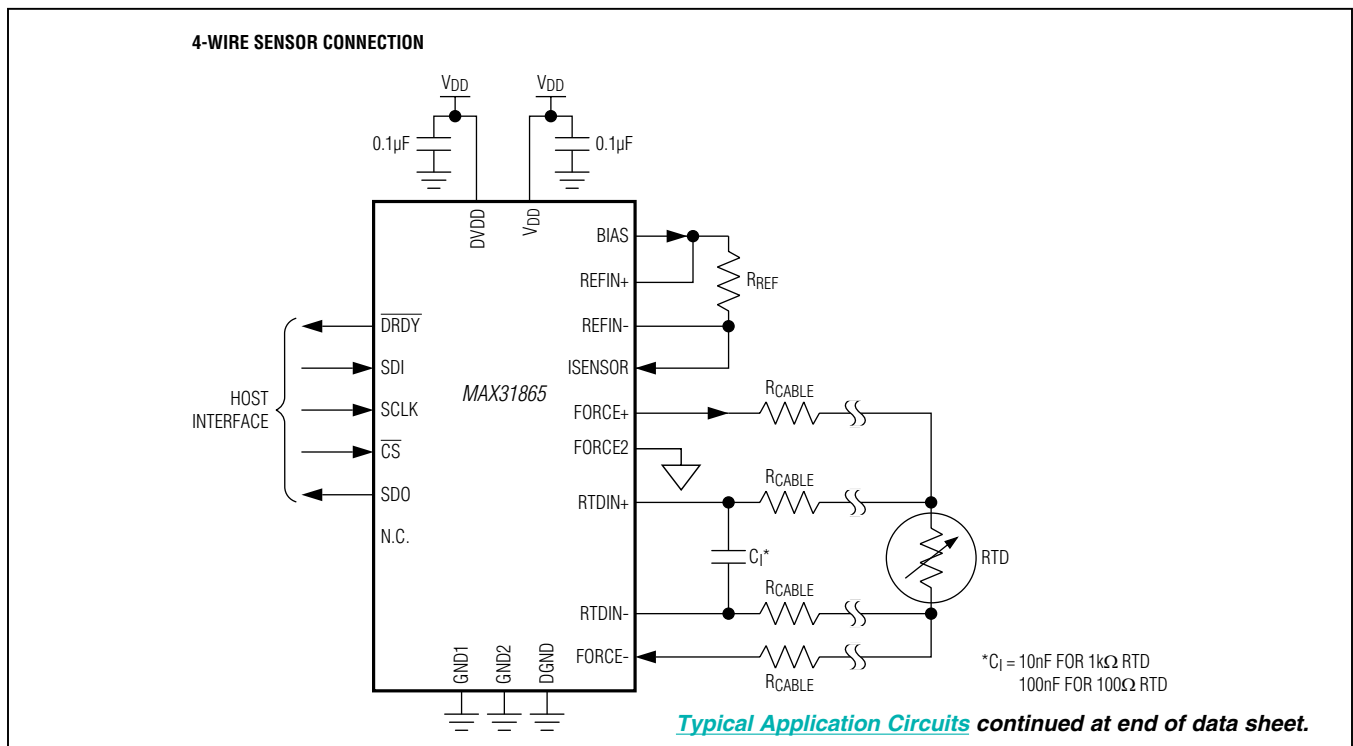 4-WIRE SENSOR CONNECTION
VDD VDD
0.1µF 0.1µF
DVDD VDD
BIAS
REFIN+
RREF
REFIN-
ISENSOR
DRDY
SDI
SCLK
CS
SDO
N.C.
HOST
INTERFACE
MAX31865
RCABLE
FORCE+
FORCE2
RCABLE
RTDIN+
CI*
RTD
RCABLE
RTDIN-
FORCE-
RCABLE
GND1 GND2 DGND
*CI = 10nF FOR 1kΩ RTD
100nF FOR 100Ω RTD
Typical Application Circuits continued at end of data sheet.